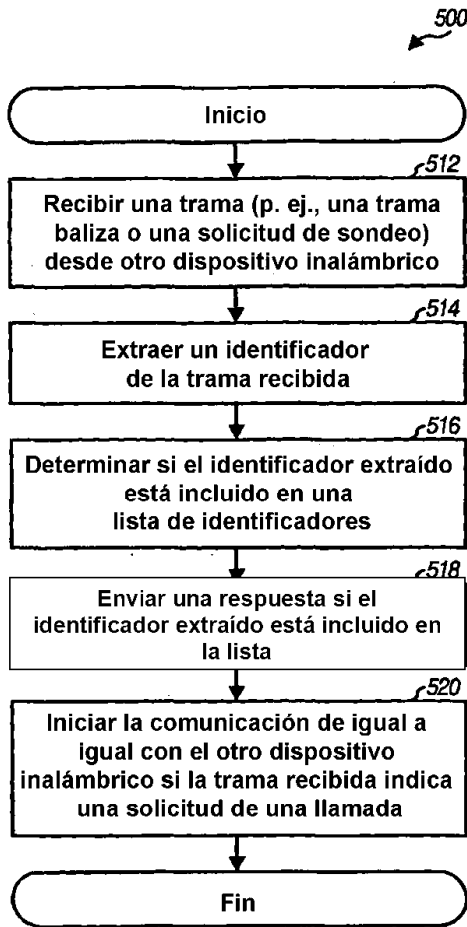 500
Inicio
512
Recibir una trama (p. ej., una trama
baliza o una solicitud de sondeo)
desde otro dispositivo inalámbrico
514
Extraer un identificador
de la trama recibida
516
Determinar si el identificador extraído
está incluido en una
lista de identificadores
518
Enviar una respuesta si el
identificador extraído está incluido en
la lista
520
Iniciar la comunicación de igual a
igual con el otro dispositivo
inalámbrico si la trama recibida indica
una solicitud de una llamada
Fin